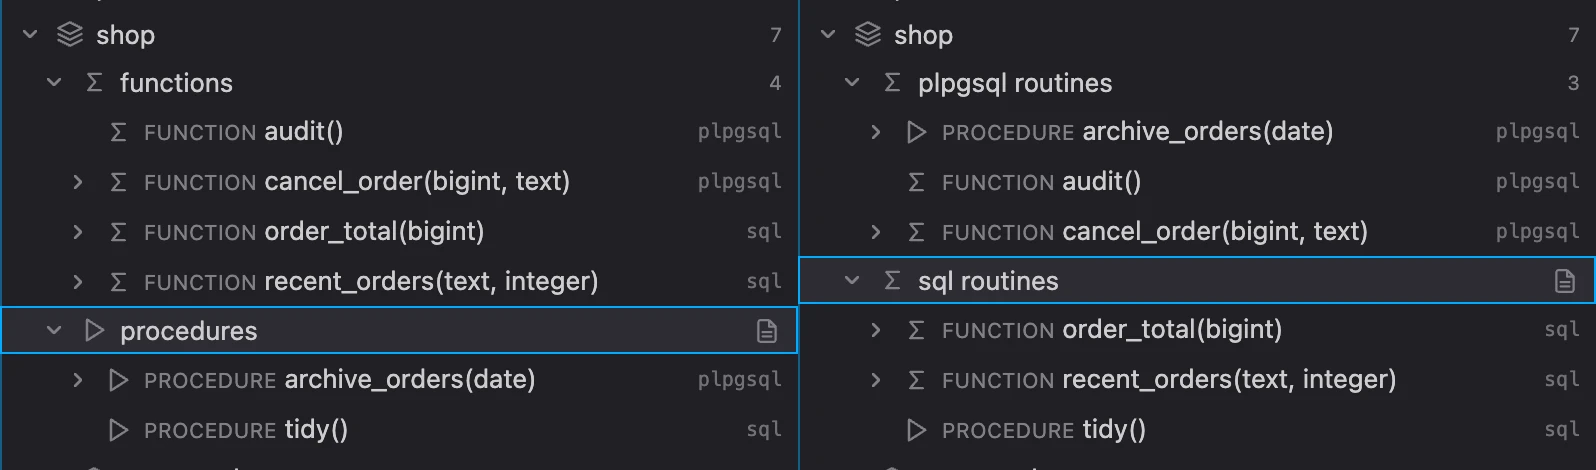 shop 7
functions 4
FUNCTION audit() plpgsql
FUNCTION cancel_order(bigint, text) plpgsql
FUNCTION order_total(bigint) sql
FUNCTION recent_orders(text, integer) sql
procedures
PROCEDURE archive_orders(date) plpgsql
PROCEDURE tidy() sql
shop 7
plpgsql routines 3
PROCEDURE archive_orders(date) plpgsql
FUNCTION audit() plpgsql
FUNCTION cancel_order(bigint, text) plpgsql
sql routines
FUNCTION order_total(bigint) sql
FUNCTION recent_orders(text, integer) sql
PROCEDURE tidy() sql